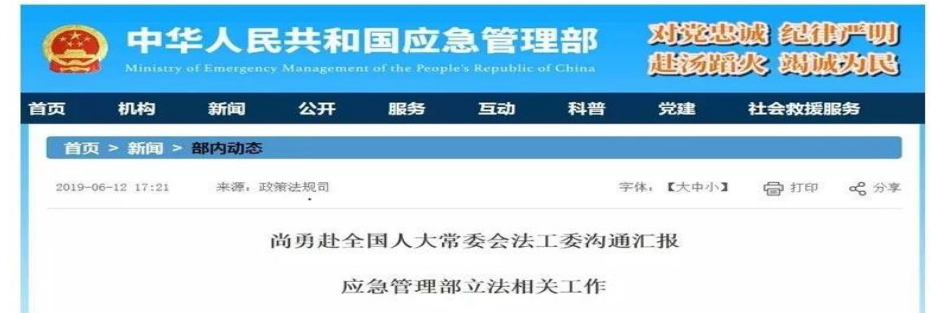 中华人民共和国应急管理部
Ministry of Emergency Management of the People's Republic of China
对党忠诚 纪律严明
赴汤蹈火 竭诚为民
首页 机构 新闻 公开 服务 互动 科普 党建 社会救援服务
首页 > 新闻 > 部内动态
2019-06-12 17:21 来源：政策法规司 字体：【大中小】 打印 分享
尚勇赴全国人大常委会法工委沟通汇报
应急管理部立法相关工作